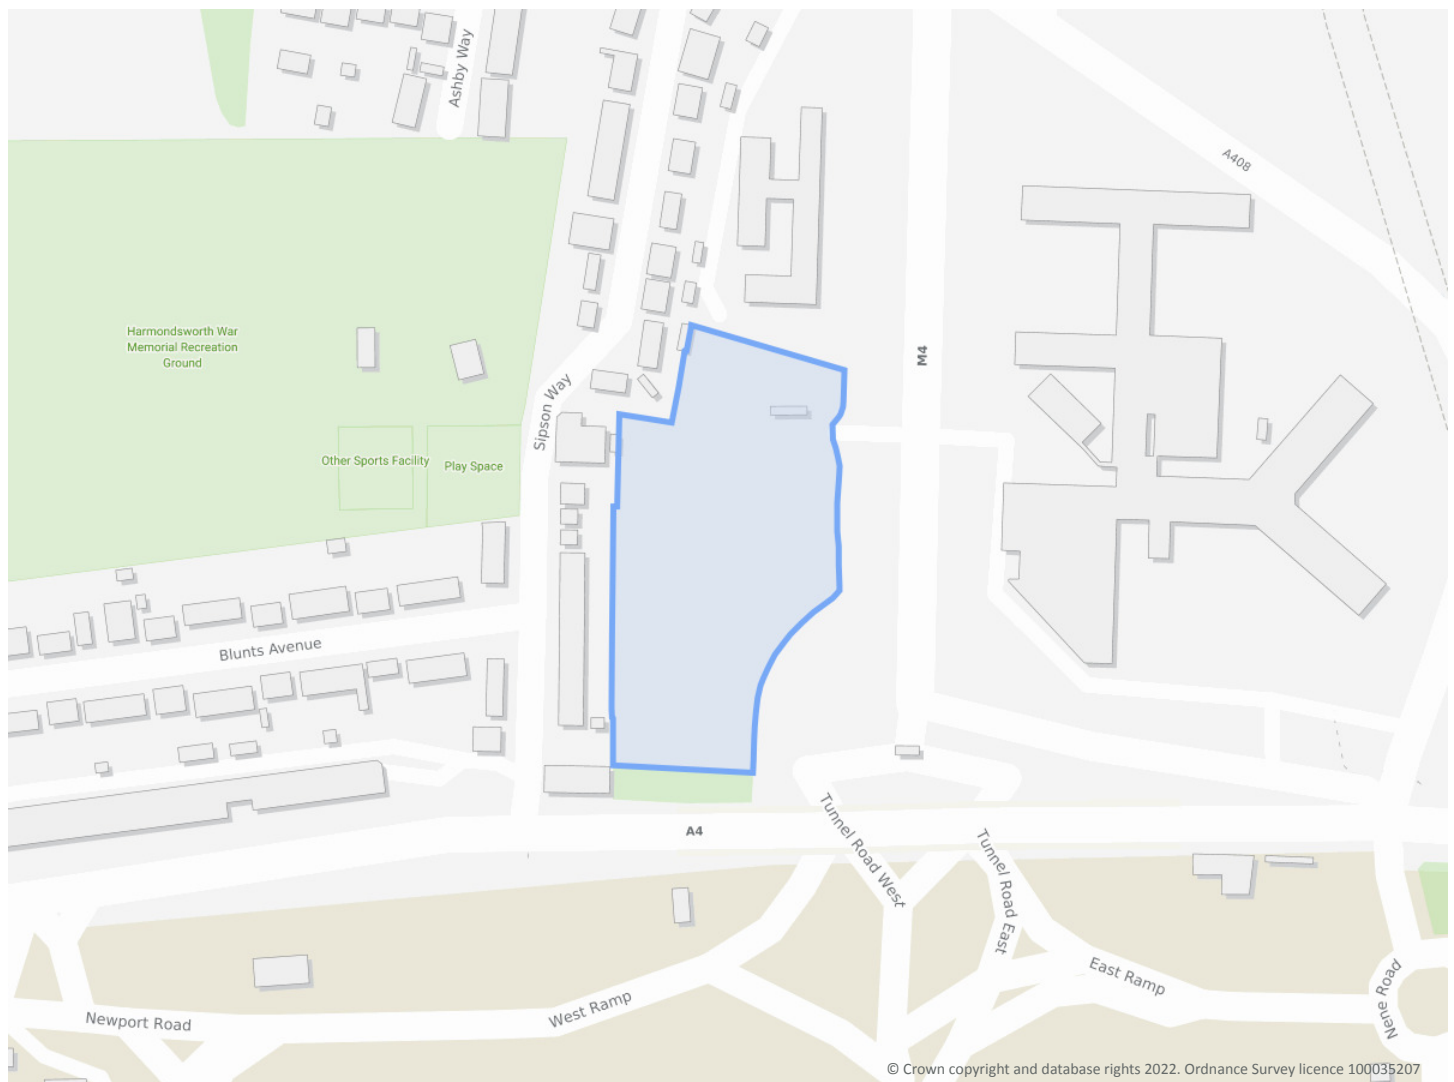 Ashby Way
A408
Harmondsworth War
Memorial Recreation
Ground
M4
Sipson Way
Other Sports Facility
Play Space
Blunts Avenue
A4
Tunnel Road West
Tunnel Road East
East Ramp
Nene Road
West Ramp
Newport Road
© Crown copyright and database rights 2022. Ordnance Survey licence 100035207